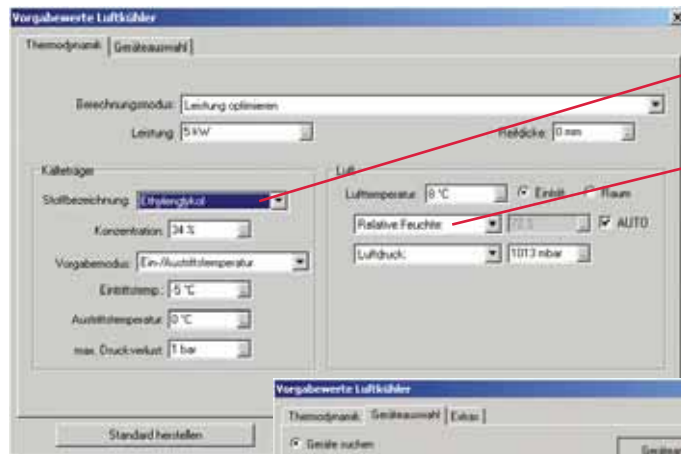 Vorgabewerte Luftkühler
Thermodynamik Geräteauswahl
Berechnungsmodus: Leistung optimieren
Leistung: 5 kW Reifdicke: 0 mm
Kälteträger Luft
Stoffbezeichnung: Ethylenglykol Lufttemperatur: 8 °C Eintritt Raum
Konzentration: 34 % Relative Feuchte: AUTO
Vorgabemodus: Ein-/Austrittstemperatur Luftdruck: 1013 mbar
Eintrittstemp.: -5 °C
Austrittstemperatur: 0 °C
max. Druckverlust: 1 bar
Standard herstellen
Vorgabewerte Luftkühler
Thermodynamik Geräteauswahl Extras
Geräte suchen